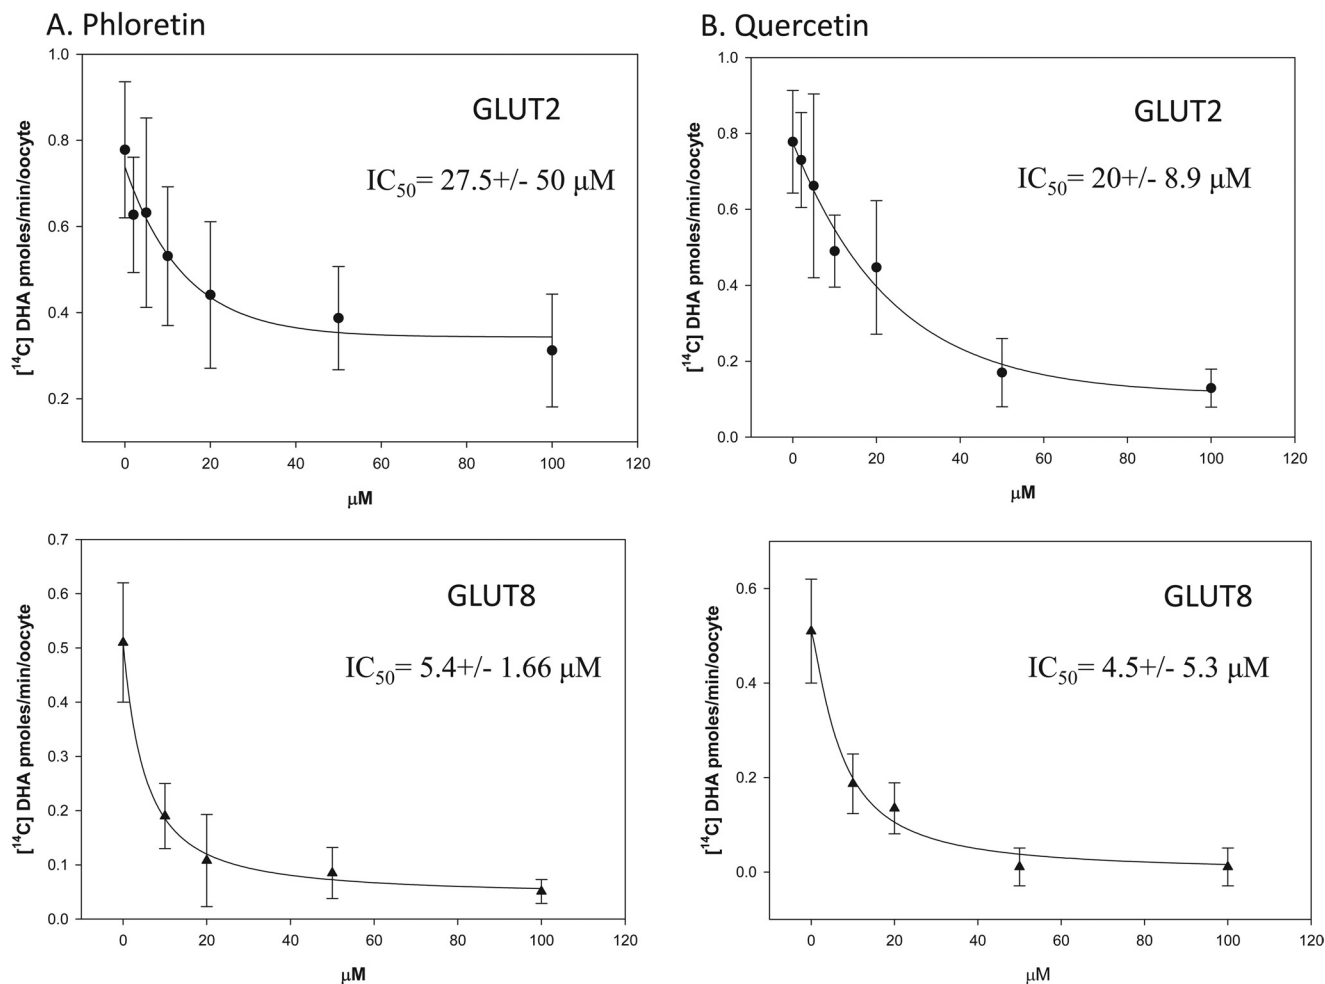 A. Phloretin
1.0
0.8
0.6
0.4
0.2
[¹⁴C] DHA pmoles/min/oocyte
GLUT2
IC₅₀= 27.5+/- 50 μM
0 20 40 60 80 100 120
μM
B. Quercetin
1.0
0.8
0.6
0.4
0.2
0.0
[¹⁴C] DHA pmoles/min/oocyte
GLUT2
IC₅₀= 20+/- 8.9 μM
0 20 40 60 80 100 120
μM
0.7
0.6
0.5
0.4
0.3
0.2
0.1
0.0
[¹⁴C] DHA pmoles/min/oocyte
GLUT8
IC₅₀= 5.4+/- 1.66 μM
0 20 40 60 80 100 120
μM
0.6
0.4
0.2
0.0
[¹⁴C] DHA pmoles/min/oocyte
GLUT8
IC₅₀= 4.5+/- 5.3 μM
0 20 40 60 80 100 120
μM